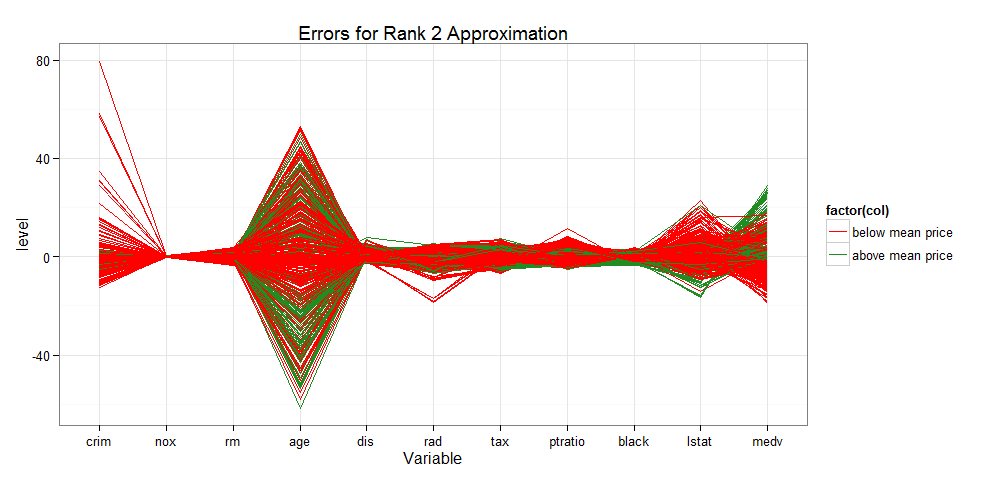 Errors for Rank 2 Approximation
80
40
0
-40
level
crim nox rm age dis rad tax ptratio black lstat medv
Variable
factor(col)
below mean price
above mean price